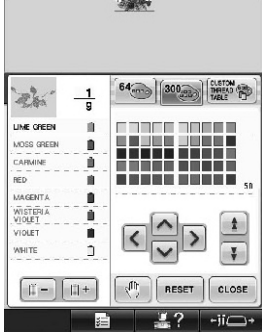 1
9
64
300
CUSTOM
THREAD
TABLE
LIME GREEN
MOSS GREEN
CARMINE
RED
MAGENTA
WISTERIA
VIOLET
VIOLET
WHITE
50
RESET
CLOSE